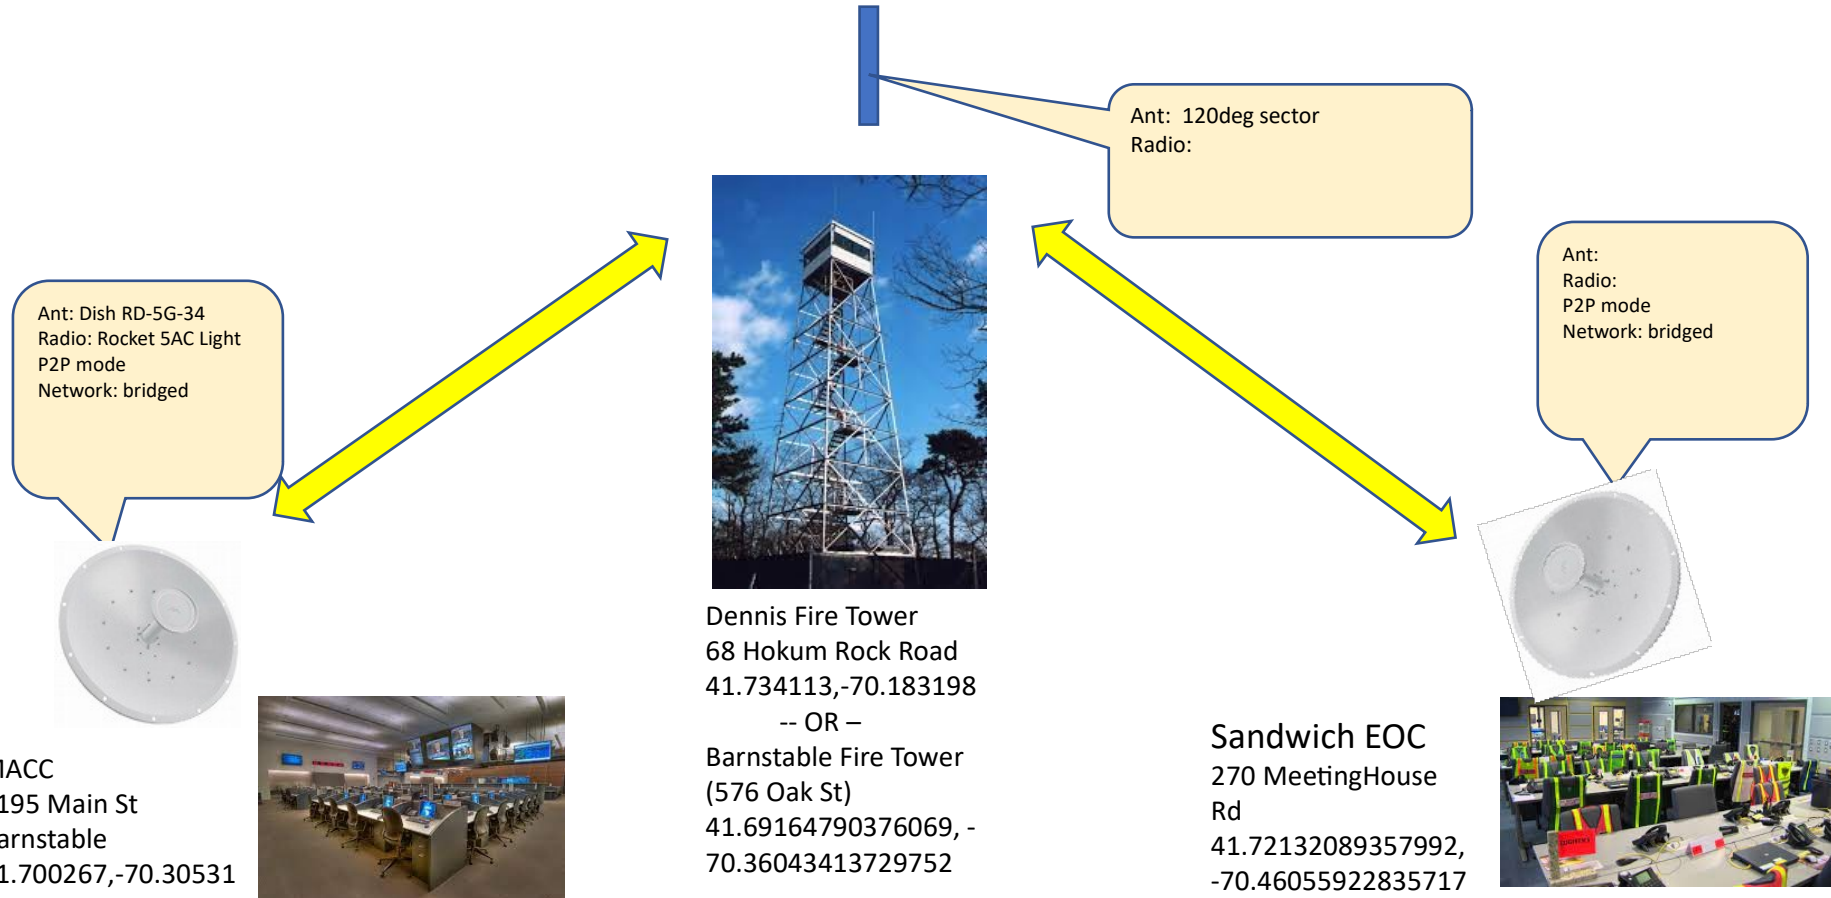 Ant:  120deg sector
Radio:
Ant: Dish RD-5G-34
Radio: Rocket 5AC Light
P2P mode
Network: bridged
Ant:
Radio:
P2P mode
Network: bridged
Dennis Fire Tower
68 Hokum Rock Road
41.734113,-70.183198
-- OR –
Barnstable Fire Tower
(576 Oak St)
41.69164790376069, -
70.36043413729752
IACC
195 Main St
arnstable
1.700267,-70.30531
Sandwich EOC
270 MeetingHouse
Rd
41.72132089357992,
-70.46055922835717